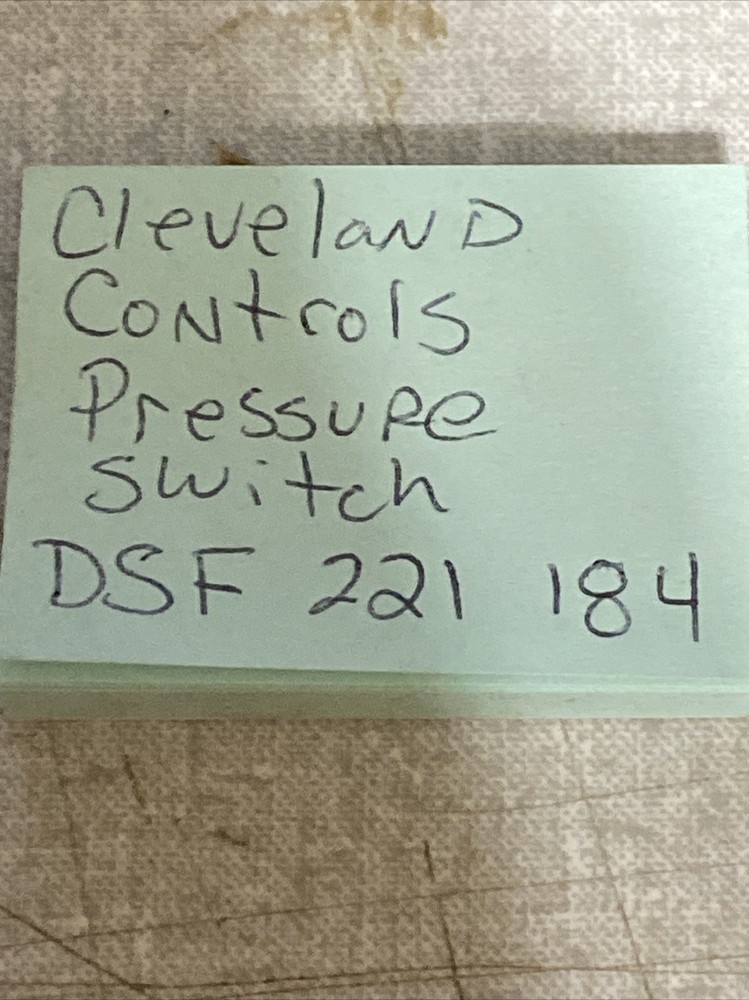 Cleveland
Controls
Pressure
Switch
DSF 221 184